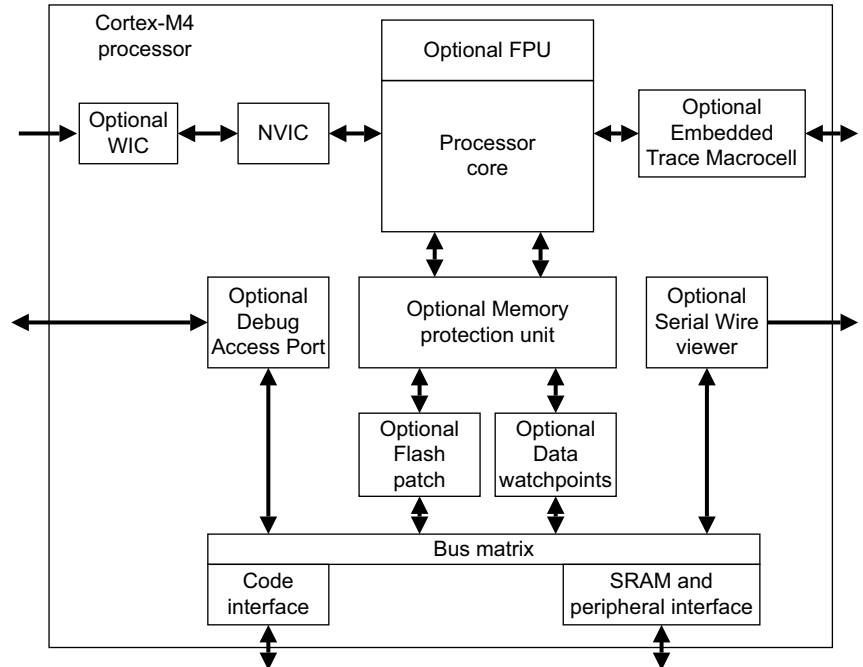 Cortex-M4
processor
Optional FPU
Processor
core
Optional
WIC
NVIC
Optional
Embedded
Trace Macrocell
Optional
Debug
Access Port
Optional Memory
protection unit
Optional
Serial Wire
viewer
Optional
Flash
patch
Optional
Data
watchpoints
Bus matrix
Code
interface
SRAM and
peripheral interface